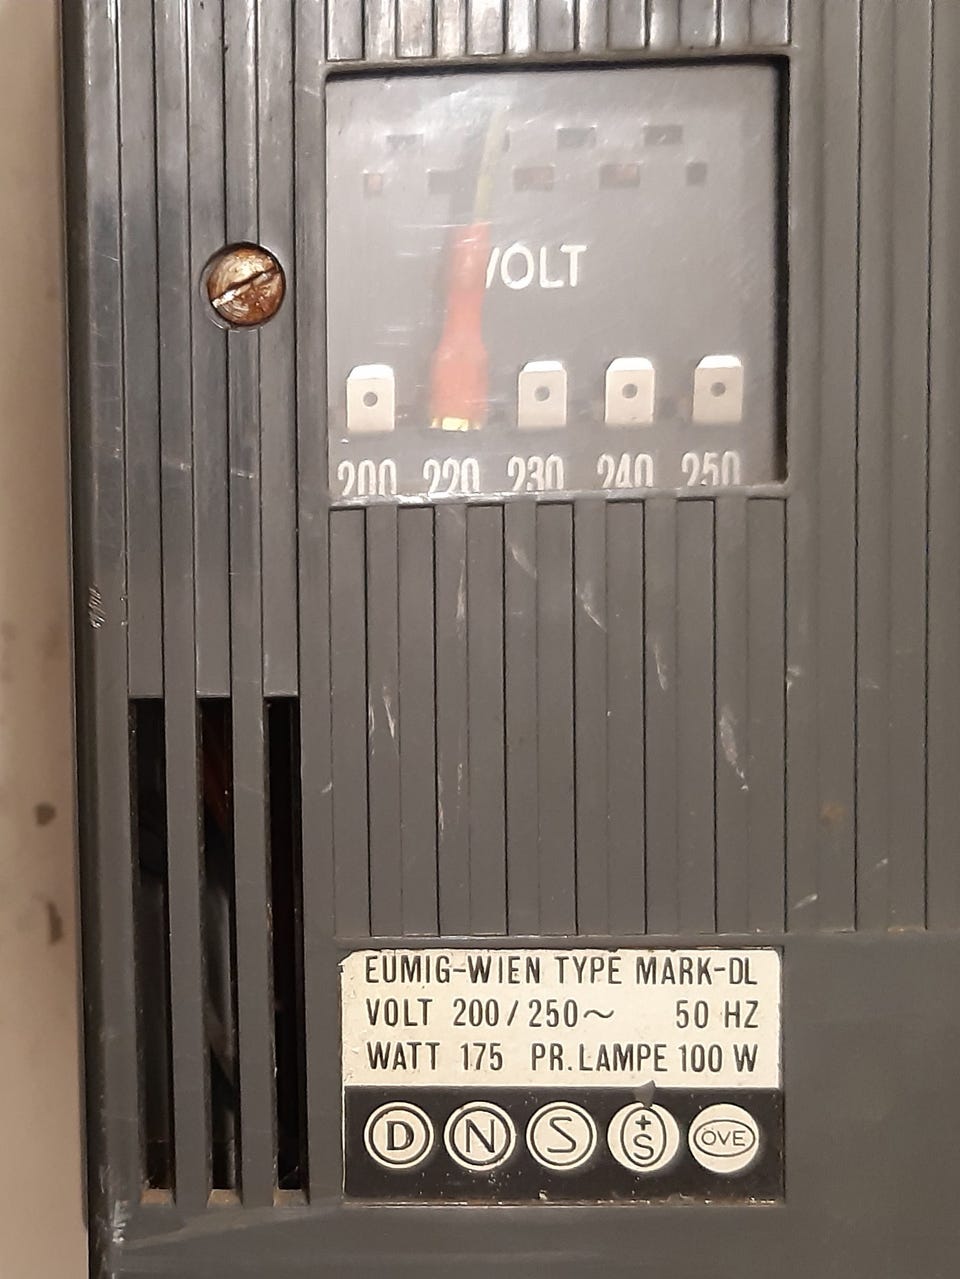 VOLT
200 220 230 240 250
EUMIG-WIEN TYPE MARK-DL
VOLT 200/250~ 50 HZ
WATT 175 PR.LAMPE 100 W
D N S +S ÖVE